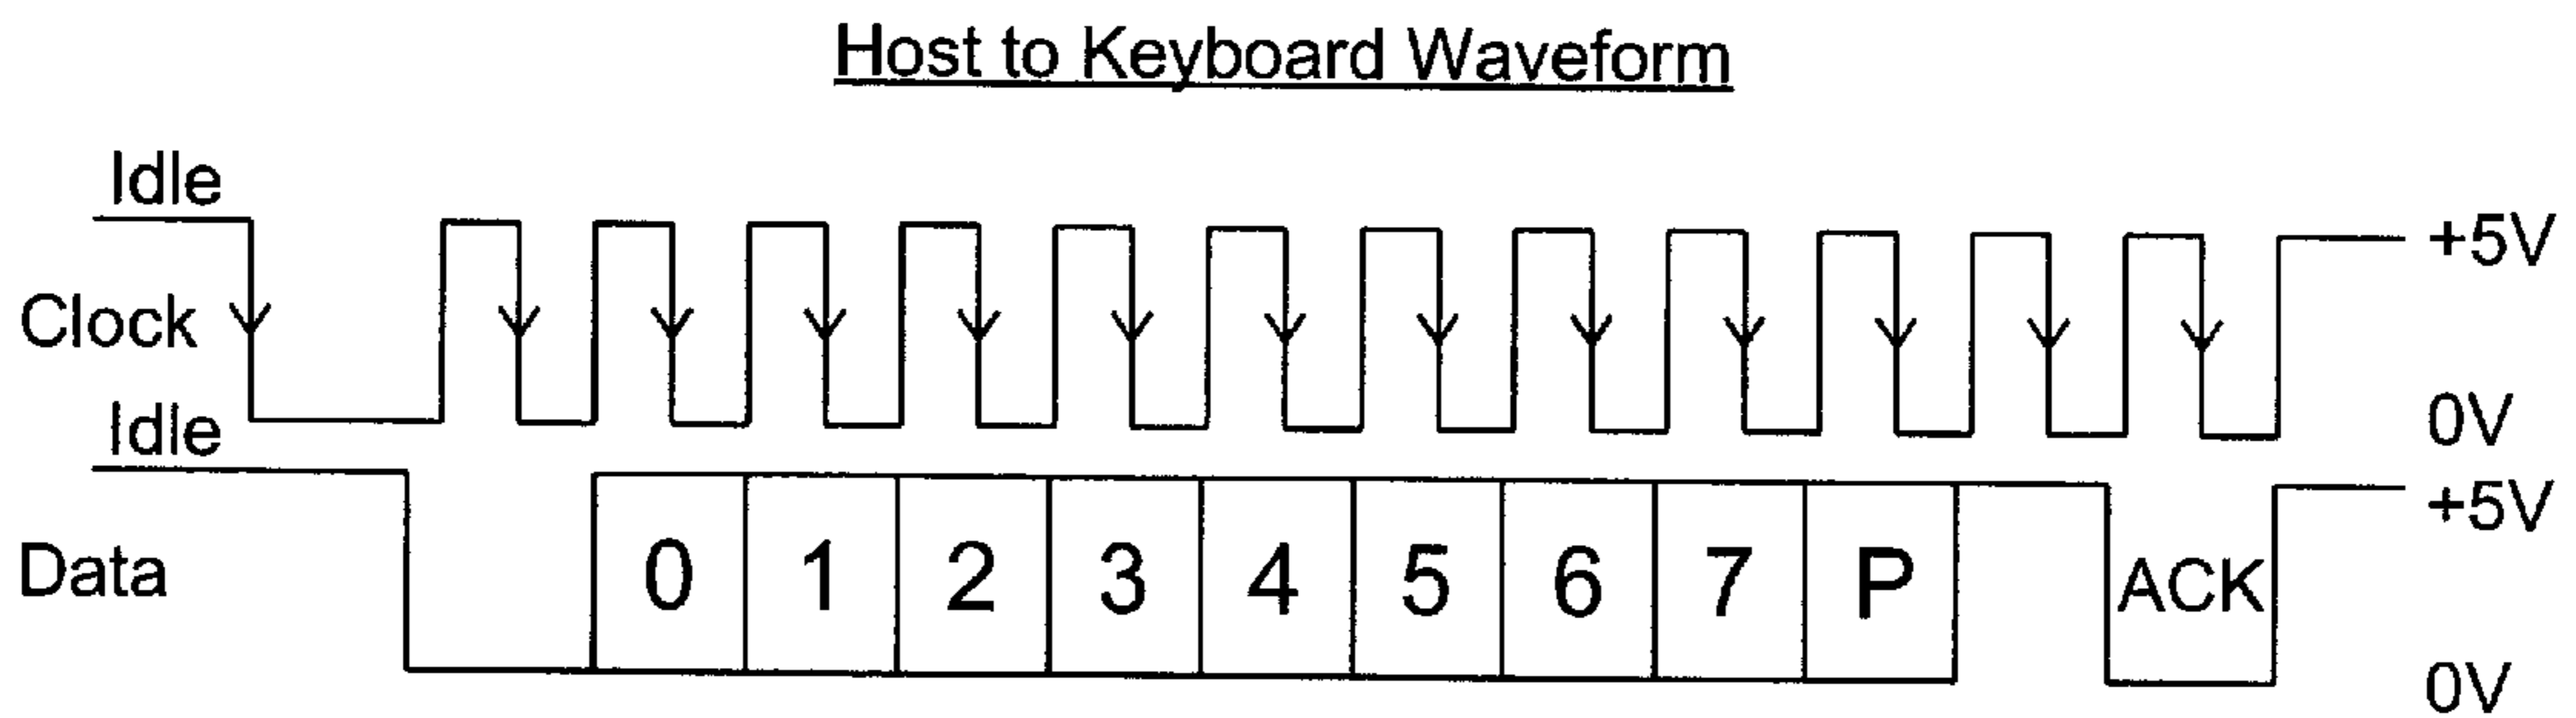 Host to Keyboard Waveform
Idle
+5V
Clock
0V
Idle
+5V
Data
0 1 2 3 4 5 6 7 P ACK
0V